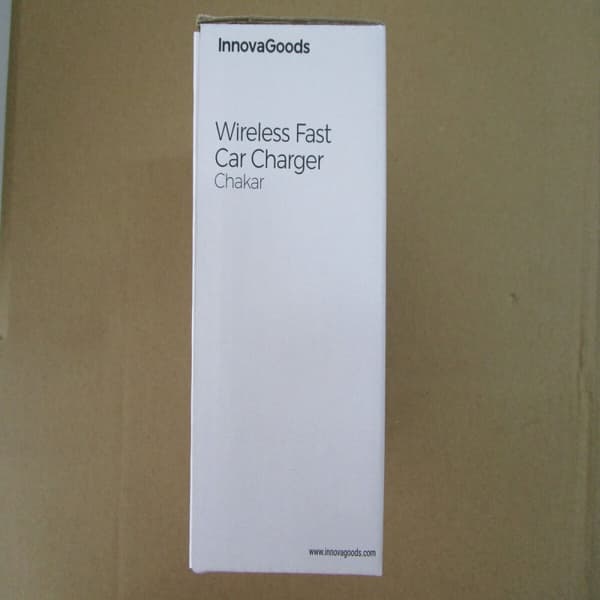 InnovaGoods
Wireless Fast
Car Charger
Chakar
www.innovagoods.com